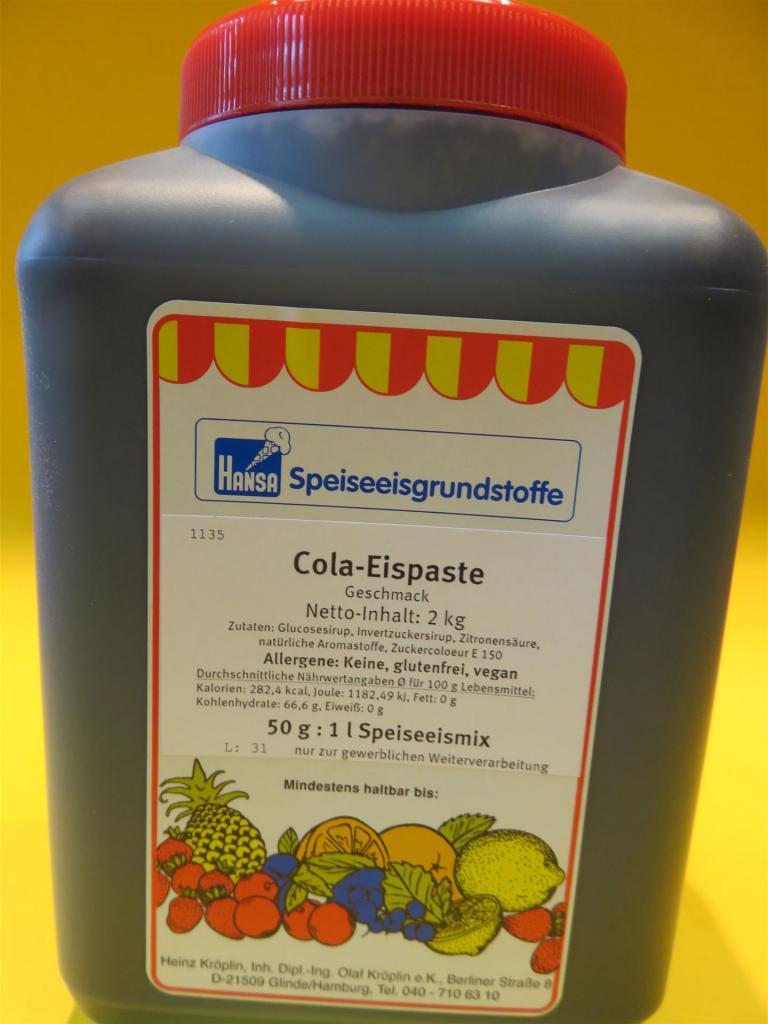 HANSA Speiseeisgrundstoffe
1135
Cola-Eispaste
Geschmack
Netto-Inhalt: 2 kg
Zutaten: Glucosesirup, Invertzuckersirup, Zitronensäure,
natürliche Aromastoffe, Zuckercoloeur E 150
Allergene: Keine, glutenfrei, vegan
Durchschnittliche Nährwertangaben Ø für 100 g Lebensmittel:
Kalorien: 282,4 kcal, Joule: 1182,49 kJ, Fett: 0 g
Kohlenhydrate: 66,6 g, Eiweiß: 0 g
50 g : 1 l Speiseeismix
L: 31 nur zur gewerblichen Weiterverarbeitung
Mindestens haltbar bis:
Heinz Kröplin, Inh. Dipl.-Ing. Olaf Kröplin e.K., Berliner Straße 8
D-21509 Glinde/Hamburg, Tel. 040 - 710 63 10